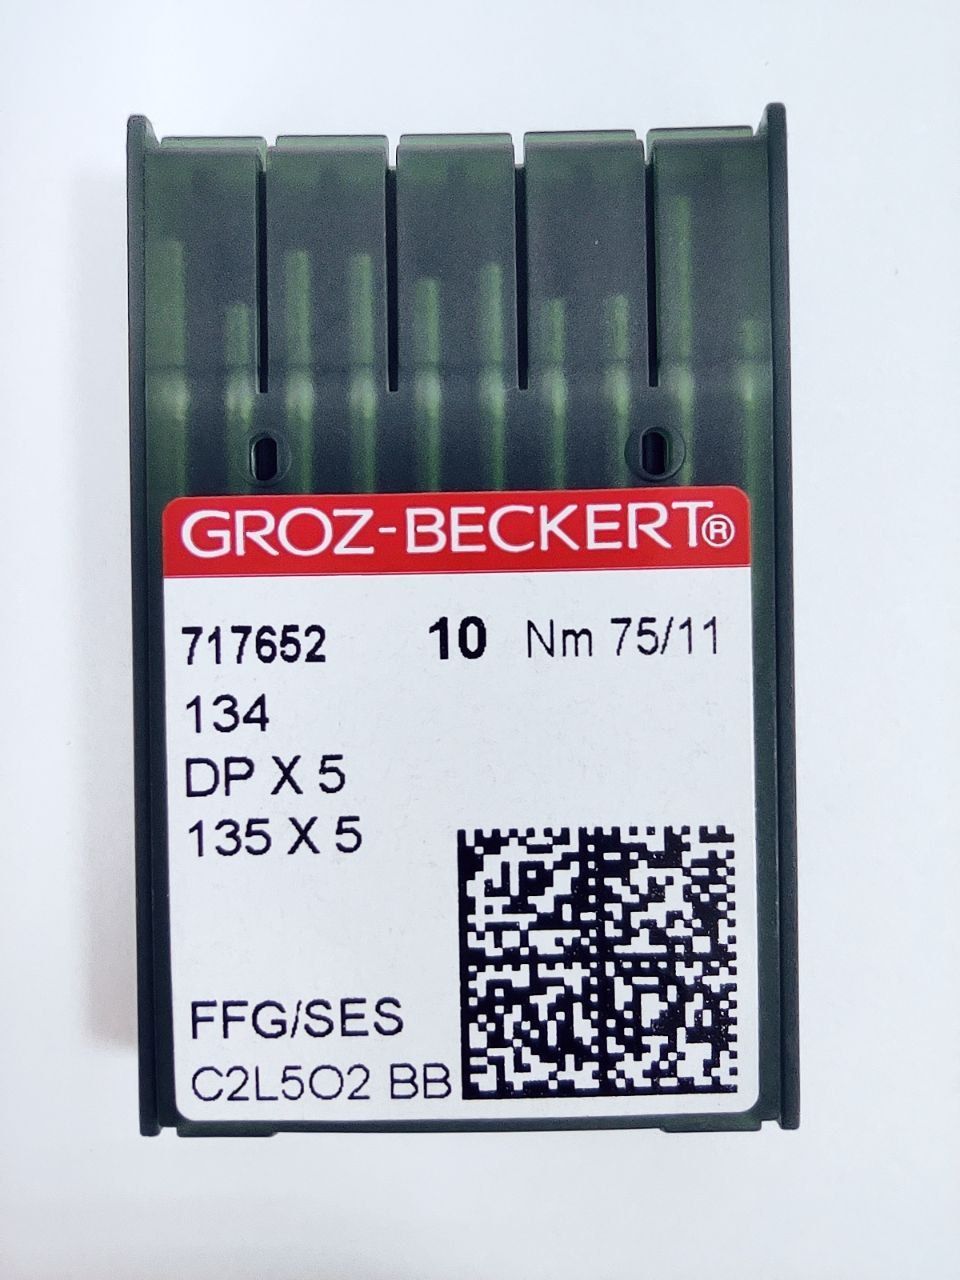 GROZ-BECKERT®
717652 10 Nm 75/11
134
DP X 5
135 X 5
FFG/SES
C2L5O2 BB